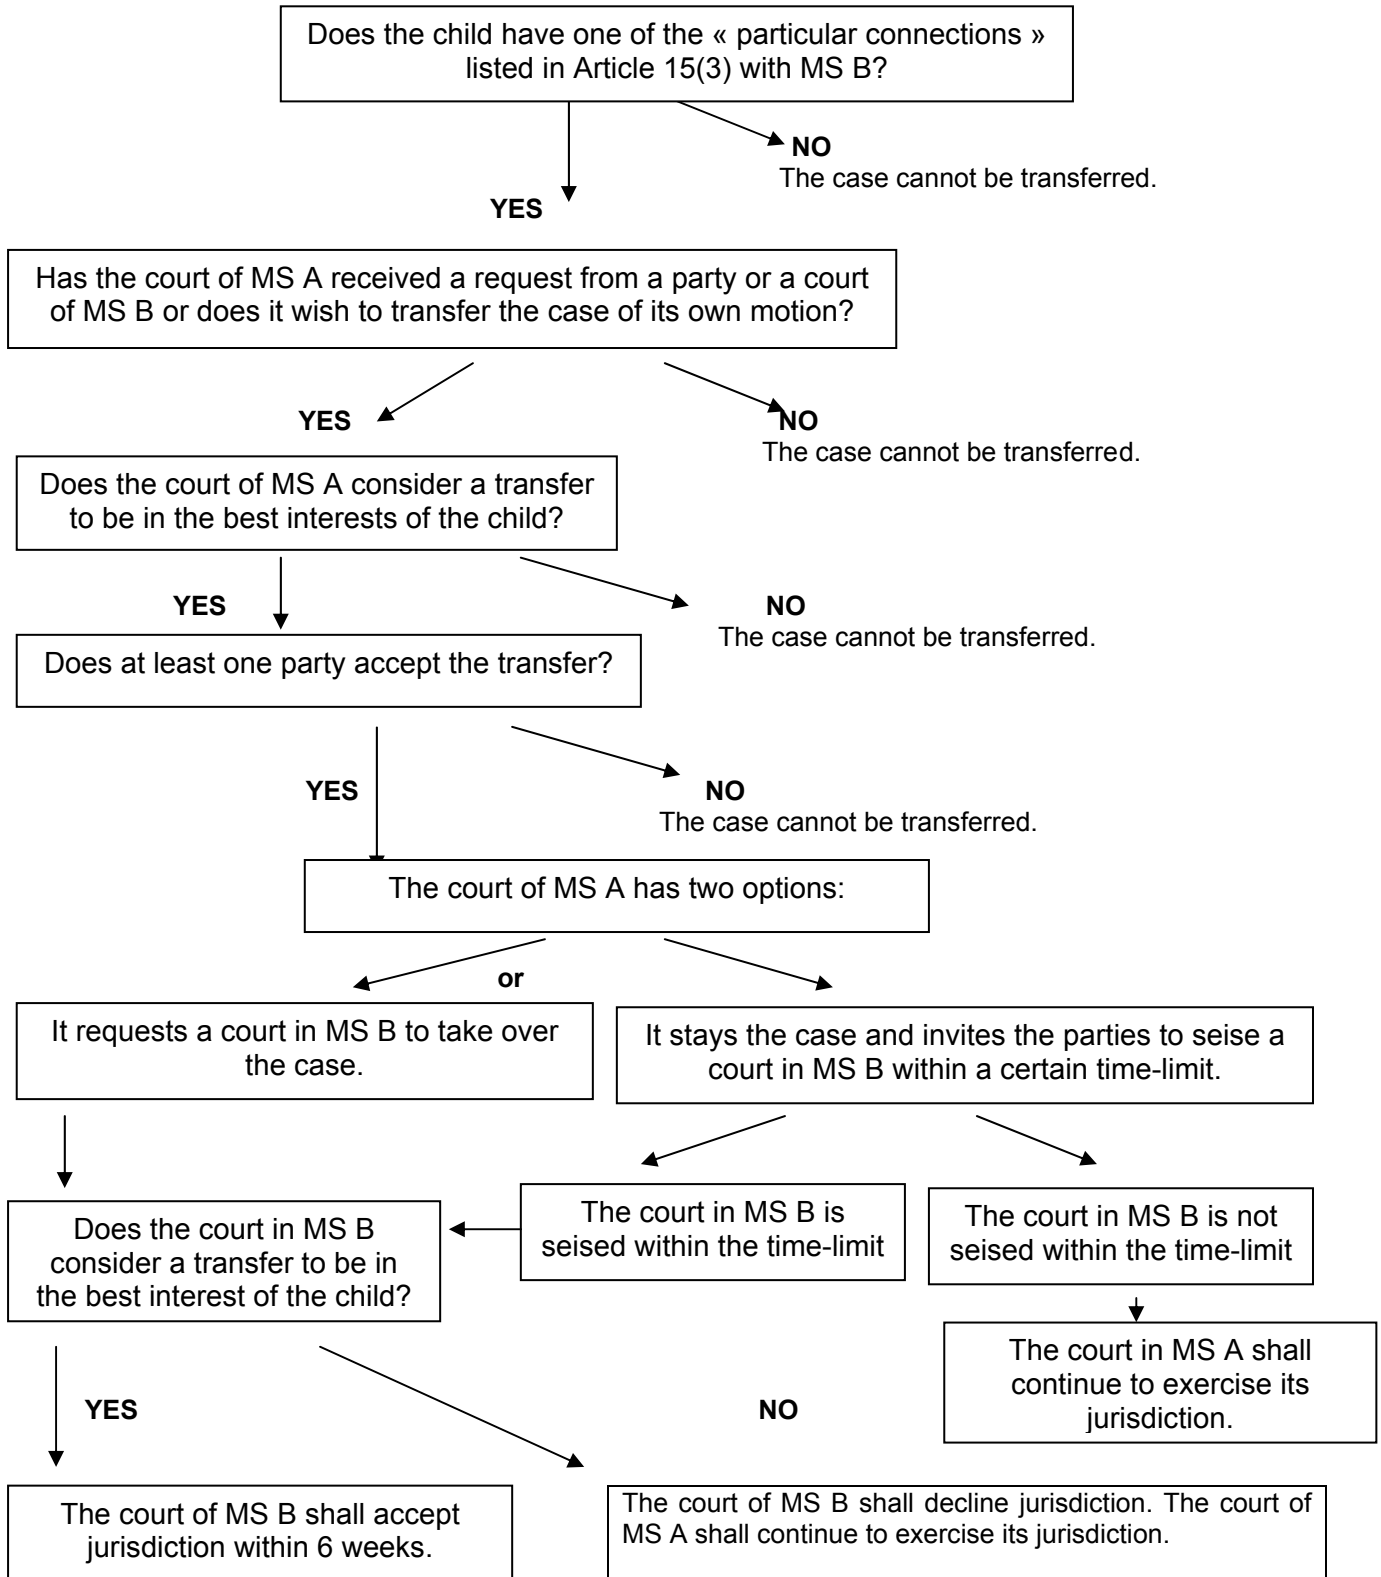 Does the child have one of the « particular connections »
listed in Article 15(3) with MS B?
NO
The case cannot be transferred.
YES
Has the court of MS A received a request from a party or a court
of MS B or does it wish to transfer the case of its own motion?
YES
NO
The case cannot be transferred.
Does the court of MS A consider a transfer
to be in the best interests of the child?
YES
NO
The case cannot be transferred.
Does at least one party accept the transfer?
YES
NO
The case cannot be transferred.
The court of MS A has two options:
or
It requests a court in MS B to take over
the case.
It stays the case and invites the parties to seise a
court in MS B within a certain time-limit.
Does the court in MS B
consider a transfer to be in
the best interest of the child?
The court in MS B is
seised within the time-limit
The court in MS B is not
seised within the time-limit
The court in MS A shall
continue to exercise its
jurisdiction.
YES
NO
The court of MS B shall accept
jurisdiction within 6 weeks.
The court of MS B shall decline jurisdiction. The court of
MS A shall continue to exercise its jurisdiction.